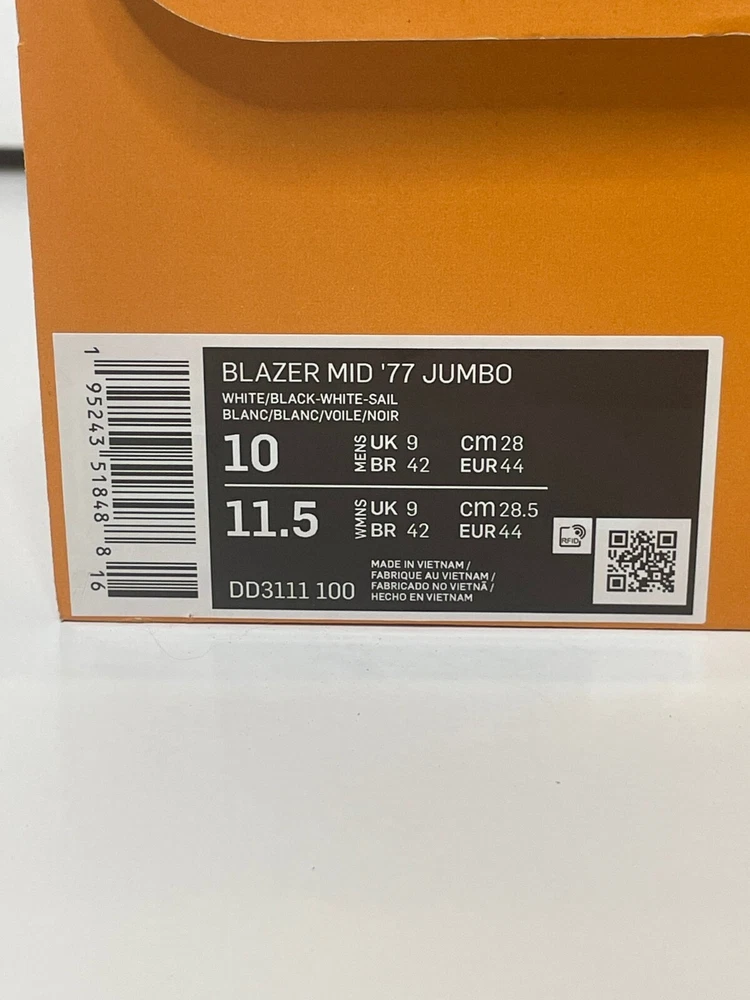 BLAZER MID '77 JUMBO
WHITE/BLACK-WHITE-SAIL
BLANC/BLANC/VOILE/NOIR
10 MENS UK 9 cm 28
BR 42 EUR 44
11.5 WMNS UK 9 cm 28.5
BR 42 EUR 44
RFID
DD3111 100
MADE IN VIETNAM /
FABRIQUE AU VIETNAM /
FABRICADO NO VIETNÃ /
HECHO EN VIETNAM
1 95243 51848 8 16